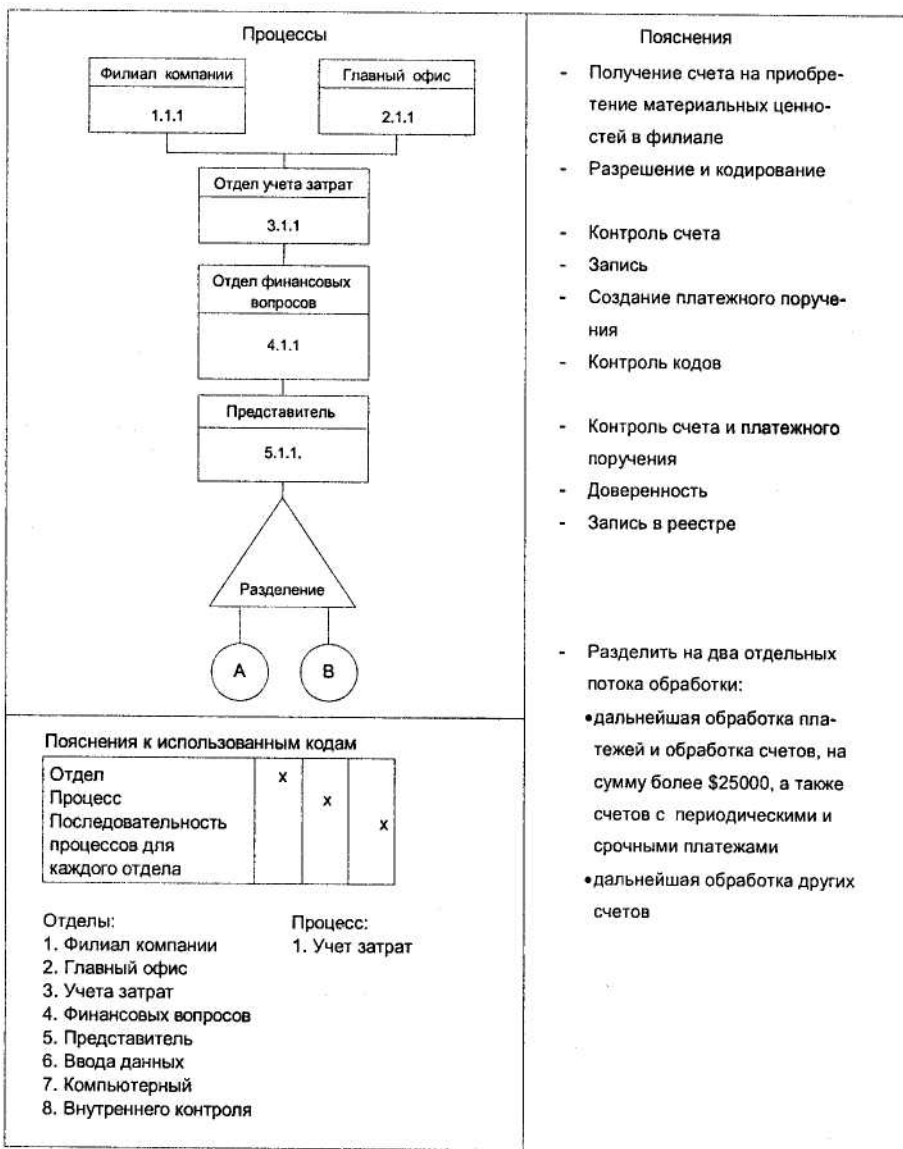 Процессы
Филиал компании
1.1.1
Главный офис
2.1.1
Отдел учета затрат
3.1.1
Отдел финансовых
вопросов
4.1.1
Представитель
5.1.1.
Разделение
A
B
Пояснения к использованным кодам
Отдел x
Процесс x
Последовательность x
процессов для
каждого отдела
Отделы:
1. Филиал компании
2. Главный офис
3. Учета затрат
4. Финансовых вопросов
5. Представитель
6. Ввода данных
7. Компьютерный
8. Внутреннего контроля
Процесс:
1. Учет затрат
Пояснения
- Получение счета на приобре-
тение материальных ценно-
стей в филиале
- Разрешение и кодирование
- Контроль счета
- Запись
- Создание платежного поруче-
ния
- Контроль кодов
- Контроль счета и платежного
поручения
- Доверенность
- Запись в реестре
- Разделить на два отдельных
потока обработки:
•дальнейшая обработка пла-
тежей и обработка счетов, на
сумму более $25000, а также
счетов с периодическими и
срочными платежами
•дальнейшая обработка других
счетов